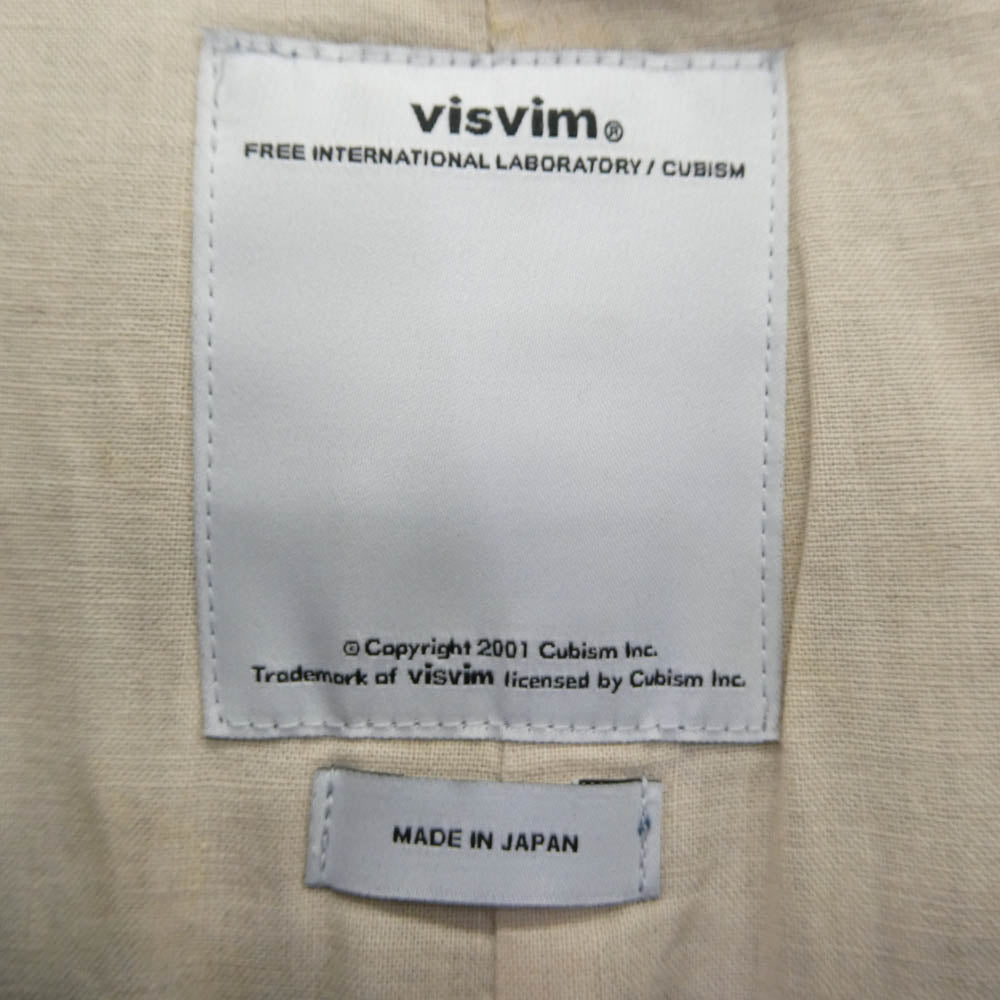 visvim®
FREE INTERNATIONAL LABORATORY / CUBISM
© Copyright 2001 Cubism Inc.
Trademark of visvim licensed by Cubism Inc.
MADE IN JAPAN